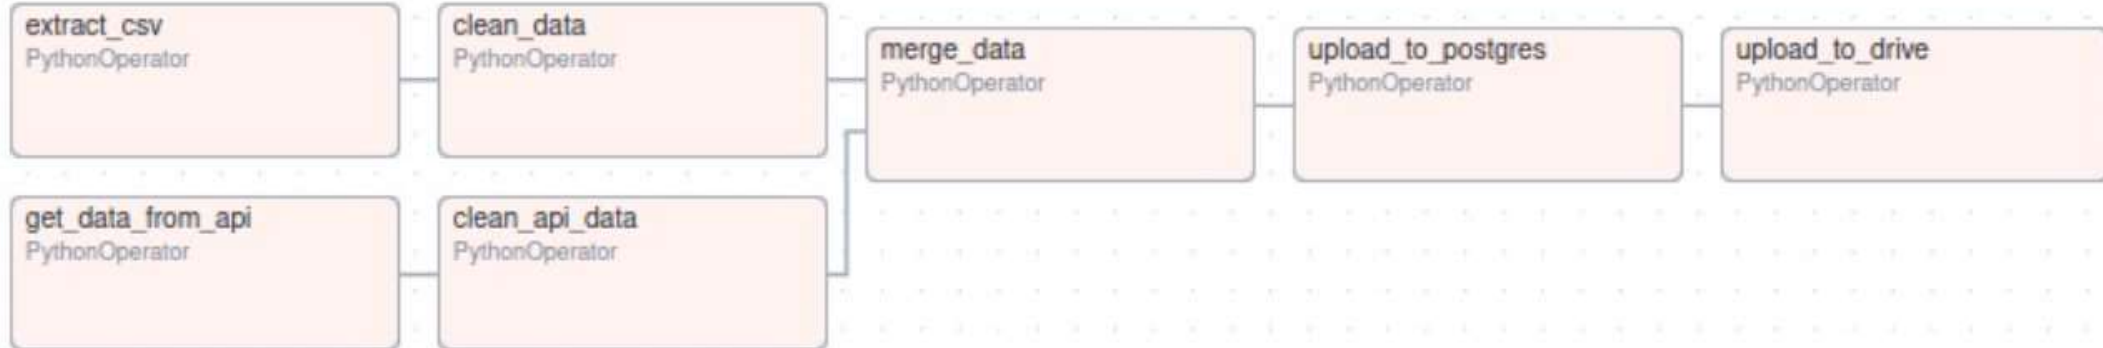 extract_csv
PythonOperator
clean_data
PythonOperator
merge_data
PythonOperator
upload_to_postgres
PythonOperator
upload_to_drive
PythonOperator
get_data_from_api
PythonOperator
clean_api_data
PythonOperator